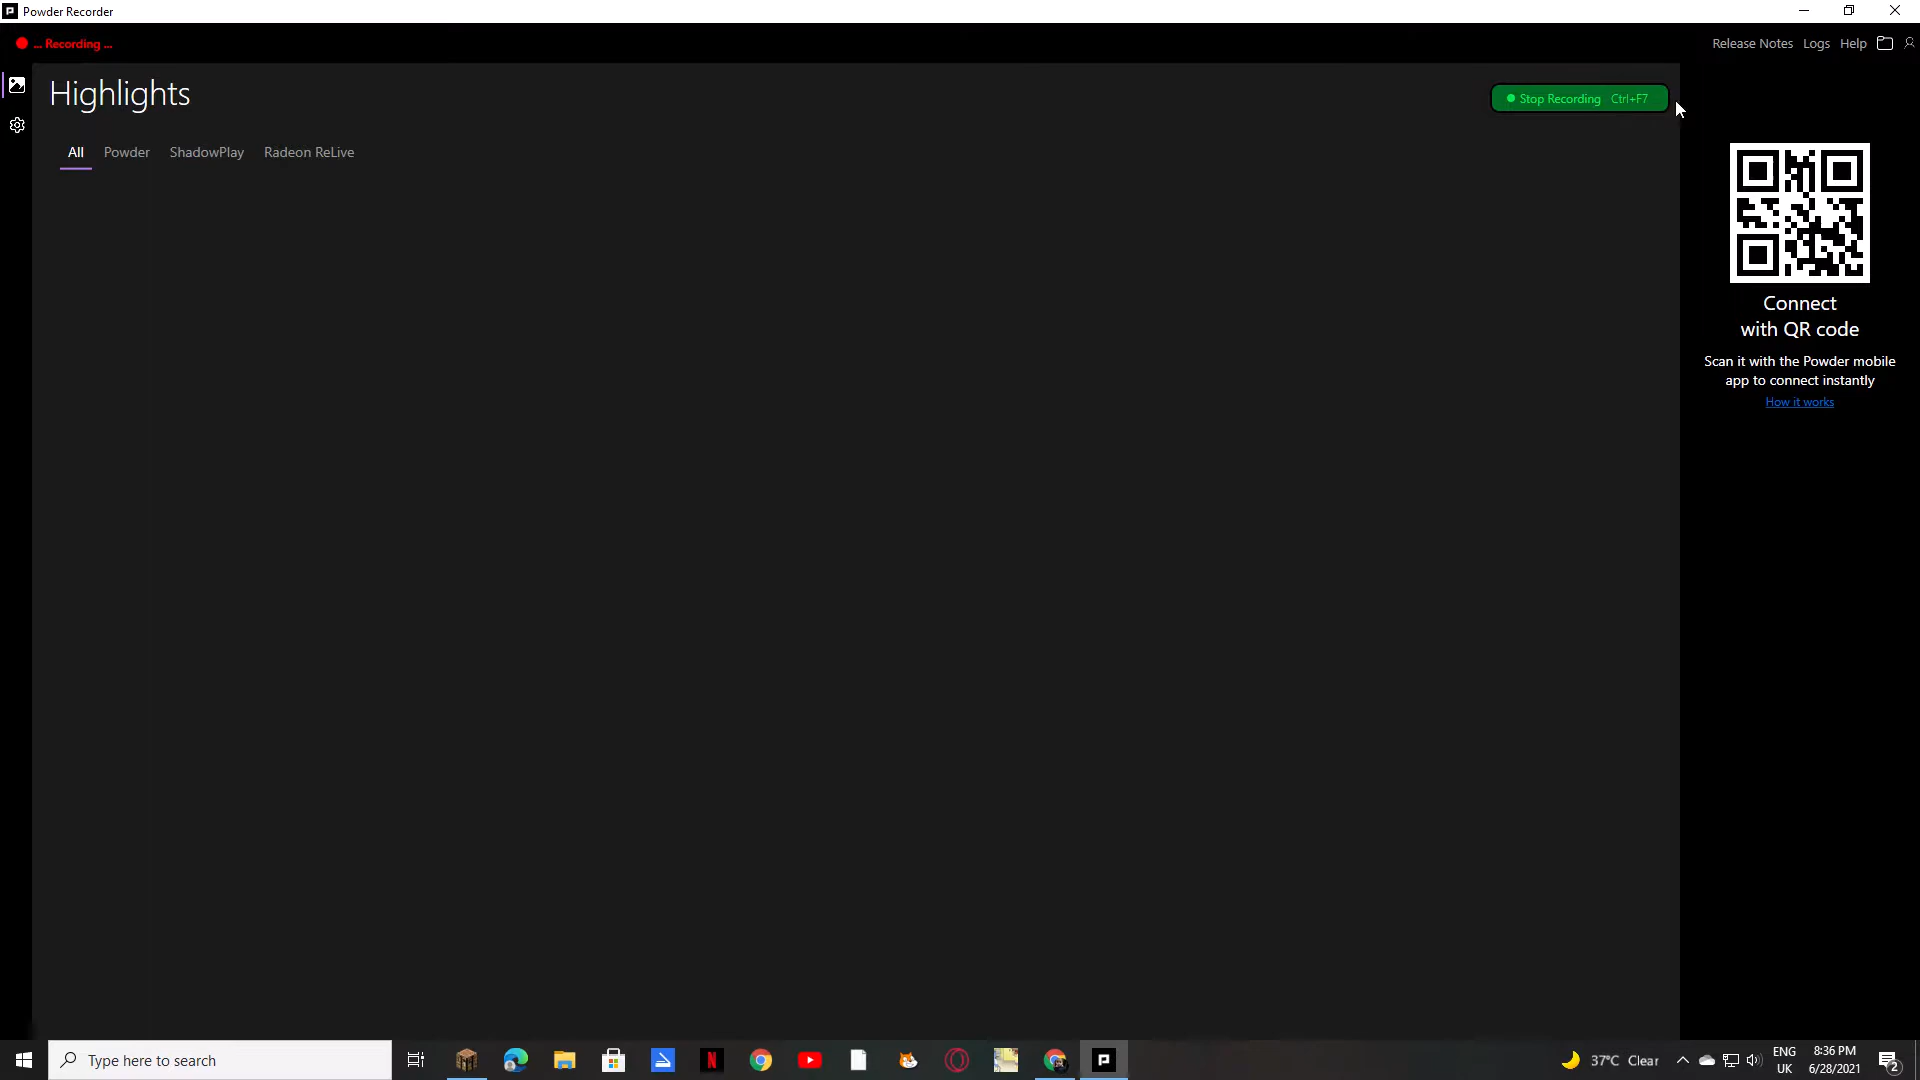 Powder Recorder
... Recording ...
Release Notes Logs Help
Highlights
Stop Recording Ctrl+F7
All Powder ShadowPlay Radeon ReLive
Connect
with QR code
Scan it with the Powder mobile
app to connect instantly
How it works
Type here to search
37°C Clear
ENG
UK
8:36 PM
6/28/2021
2